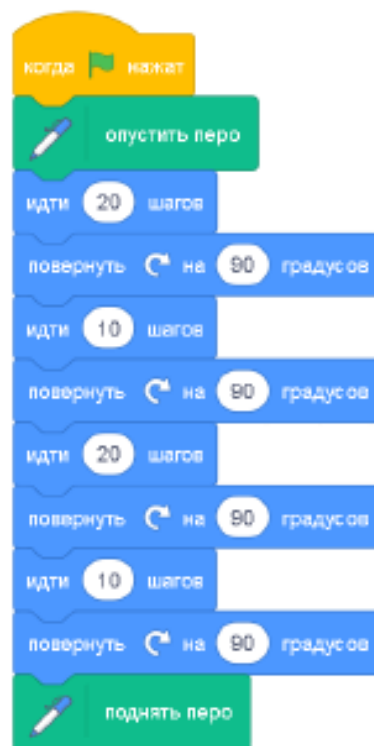 когда нажат
опустить перо
идти 20 шагов
повернуть на 90 градусов
идти 10 шагов
повернуть на 90 градусов
идти 20 шагов
повернуть на 90 градусов
идти 10 шагов
повернуть на 90 градусов
поднять перо